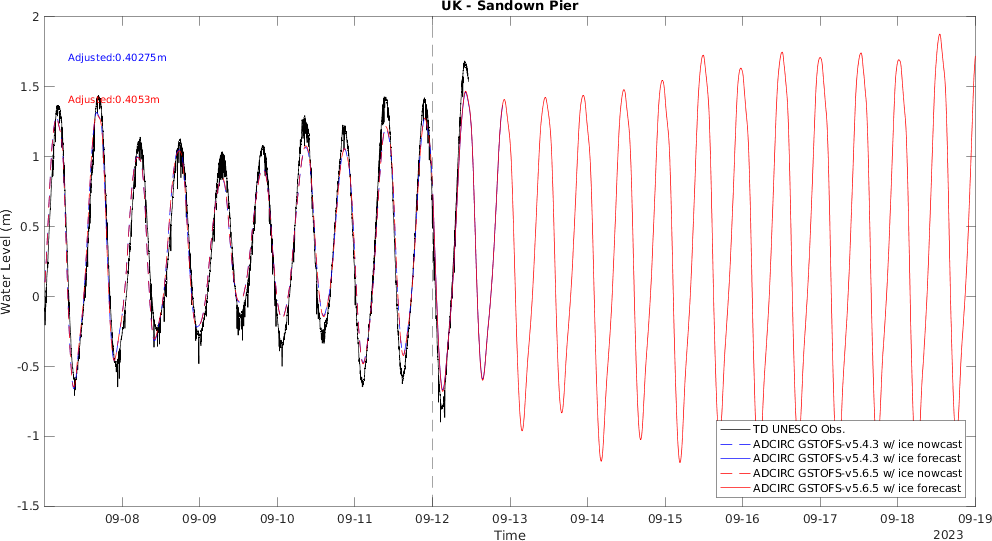 UK - Sandown Pier
2
1.5
1
0.5
0
-0.5
-1
-1.5
Water Level (m)
Adjusted:0.40275m
Adjusted:0.4053m
TD UNESCO Obs.
ADCIRC GSTOFS-v5.4.3 w/ ice nowcast
ADCIRC GSTOFS-v5.4.3 w/ ice forecast
ADCIRC GSTOFS-v5.6.5 w/ ice nowcast
ADCIRC GSTOFS-v5.6.5 w/ ice forecast
09-08 09-09 09-10 09-11 09-12 09-13 09-14 09-15 09-16 09-17 09-18 09-19
Time
2023